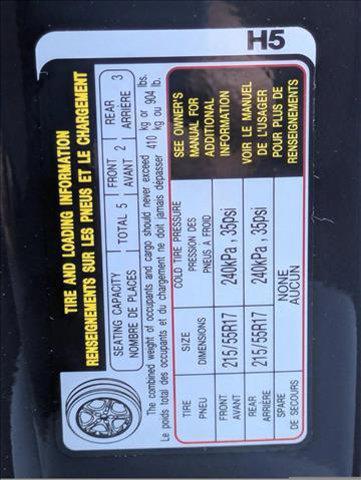 TIRE AND LOADING INFORMATION
RENSEIGNEMENTS SUR LES PNEUS ET LE CHARGEMENT
SEATING CAPACITY
NOMBRE DE PLACES
TOTAL 5
FRONT
AVANT
2
REAR
ARRIÈRE
3
The combined weight of occupants and cargo should never exceed 410 kg or 904 lbs.
Le poids total des occupants et du chargement ne doit jamais dépasser 410 kg ou 904 lb.
TIRE
PNEU
SIZE
DIMENSIONS
COLD TIRE PRESSURE
PRESSION DES
PNEUS A FROID
FRONT
AVANT
215/55R17
240kPa , 35psi
REAR
ARRIÈRE
215/55R17
240kPa , 35psi
SPARE
DE SECOURS
NONE
AUCUN
SEE OWNER'S
MANUAL FOR
ADDITIONAL
INFORMATION
VOIR LE MANUEL
DE L'USAGER
POUR PLUS DE
RENSEIGNEMENTS
H5